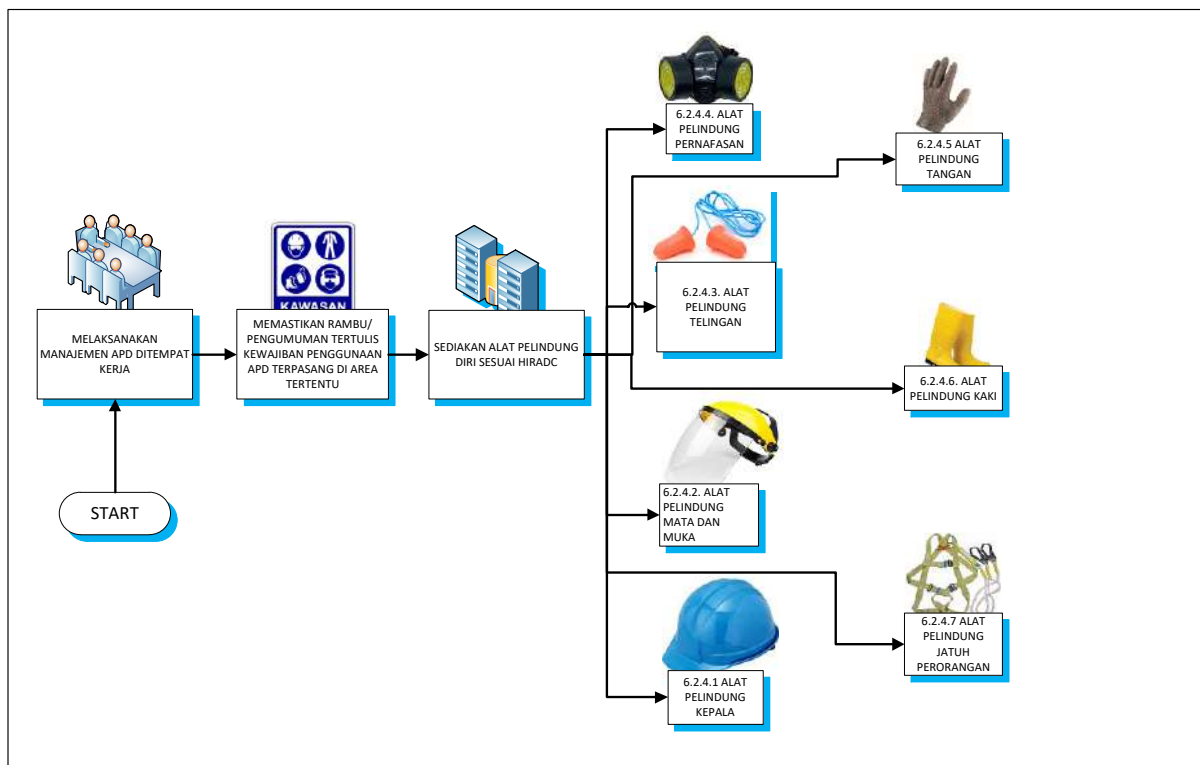 6.2.4.4. ALAT
PELINDUNG
PERNAFASAN
6.2.4.5 ALAT
PELINDUNG
TANGAN
KAWASAN
6.2.4.3. ALAT
PELINDUNG
TELINGAN
MELAKSANAKAN
MANAJEMEN APD DITEMPAT
KERJA
MEMASTIKAN RAMBU/
PENGUMUMAN TERTULIS
KEWAJIBAN PENGGUNAAN
APD TERPASANG DI AREA
TERTENTU
SEDIAKAN ALAT PELINDUNG
DIRI SESUAI HIRADC
6.2.4.6. ALAT
PELINDUNG KAKI
START
6.2.4.2. ALAT
PELINDUNG
MATA DAN
MUKA
6.2.4.7 ALAT
PELINDUNG
JATUH
PERORANGAN
6.2.4.1 ALAT
PELINDUNG
KEPALA